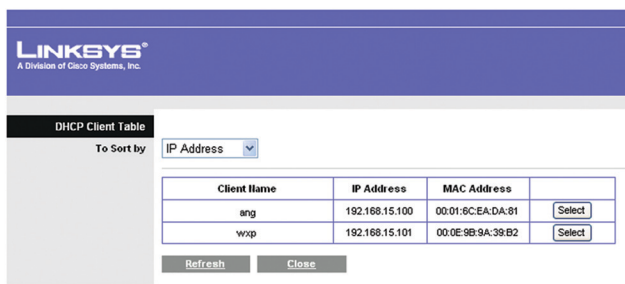 LINKSYS®
A Division of Cisco Systems, Inc.
DHCP Client Table
To Sort by IP Address
Client Name IP Address MAC Address
ang 192.168.15.100 00:01:6C:EA:DA:81 Select
wxp 192.168.15.101 00:0E:9B:9A:39:B2 Select
Refresh Close